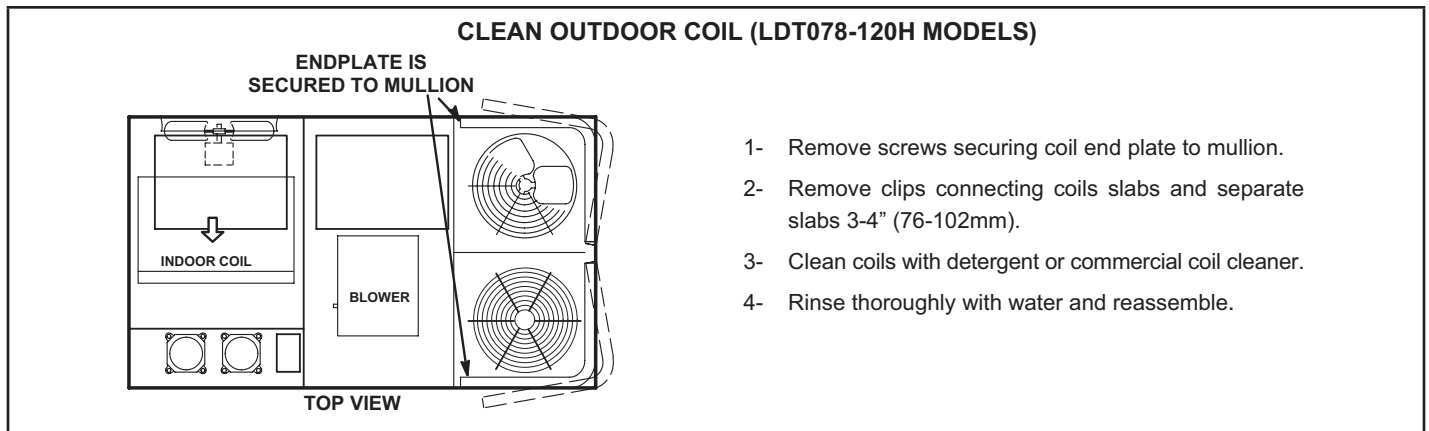 CLEAN OUTDOOR COIL (LDT078-120H MODELS)
ENDPLATE IS
SECURED TO MULLION
INDOOR COIL
BLOWER
TOP VIEW
1- Remove screws securing coil end plate to mullion.
2- Remove clips connecting coils slabs and separate
slabs 3-4” (76-102mm).
3- Clean coils with detergent or commercial coil cleaner.
4- Rinse thoroughly with water and reassemble.